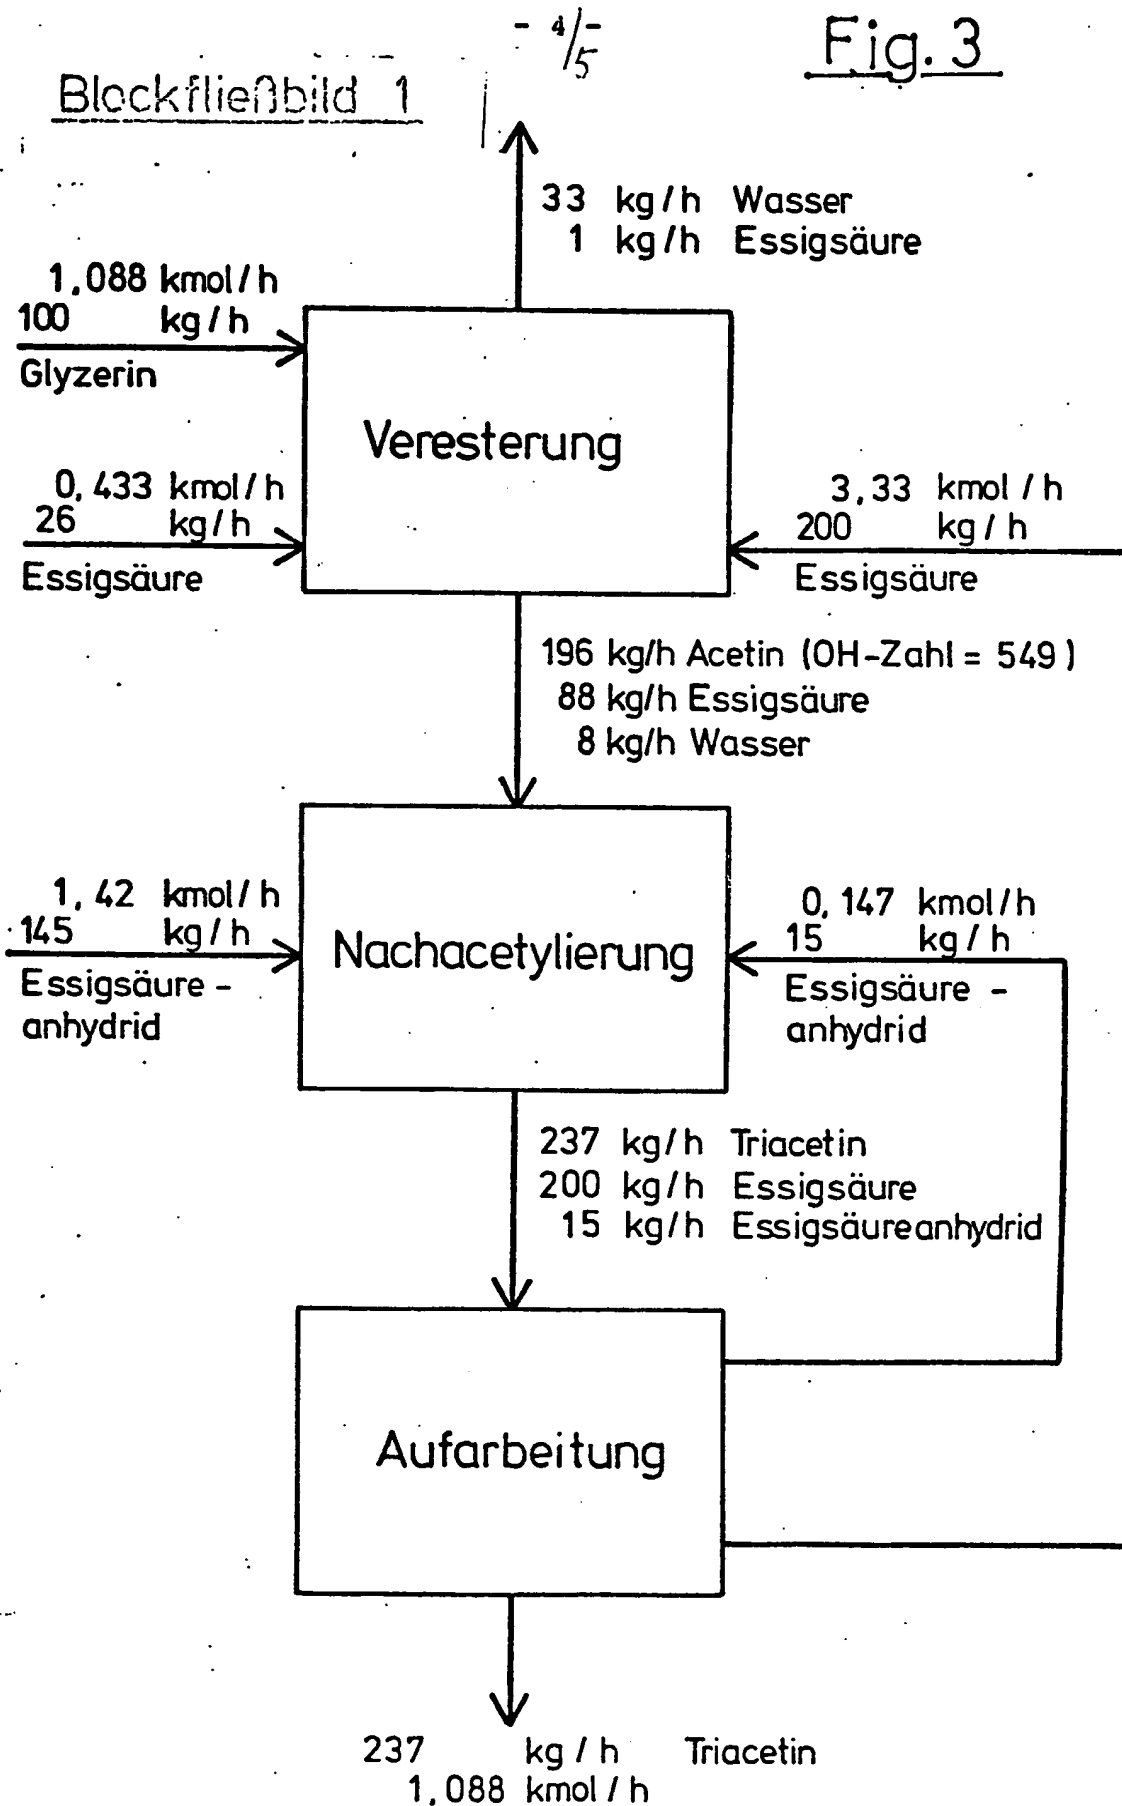 - 4/5 -
Fig. 3
Blockfließbild 1
33 kg/h Wasser
1 kg/h Essigsäure
1,088 kmol/h
100 kg/h
Glyzerin
Veresterung
0,433 kmol/h
26 kg/h
Essigsäure
3,33 kmol/h
200 kg/h
Essigsäure
196 kg/h Acetin (OH-Zahl = 549)
88 kg/h Essigsäure
8 kg/h Wasser
1,42 kmol/h
145 kg/h
Essigsäure-
anhydrid
Nachacetylierung
0,147 kmol/h
15 kg/h
Essigsäure-
anhydrid
237 kg/h Triacetin
200 kg/h Essigsäure
15 kg/h Essigsäureanhydrid
Aufarbeitung
237 kg/h Triacetin
1,088 kmol/h